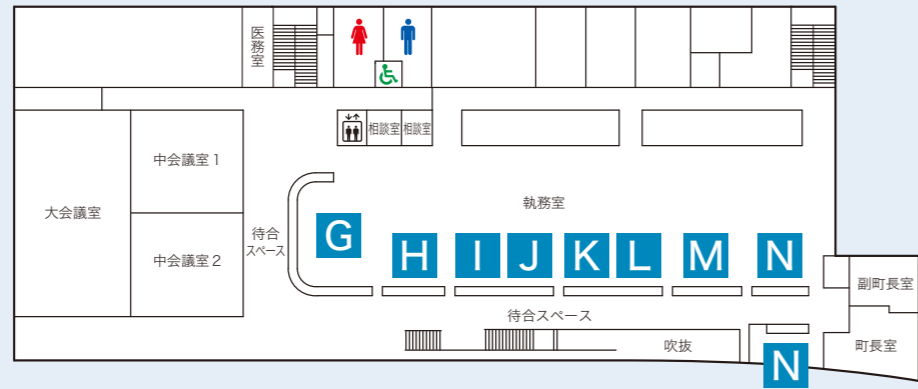 医務室
相談室
相談室
中会議室1
大会議室
執務室
待合
スペース
中会議室2
G
H
I
J
K
L
M
N
副町長室
待合スペース
吹抜
町長室
N